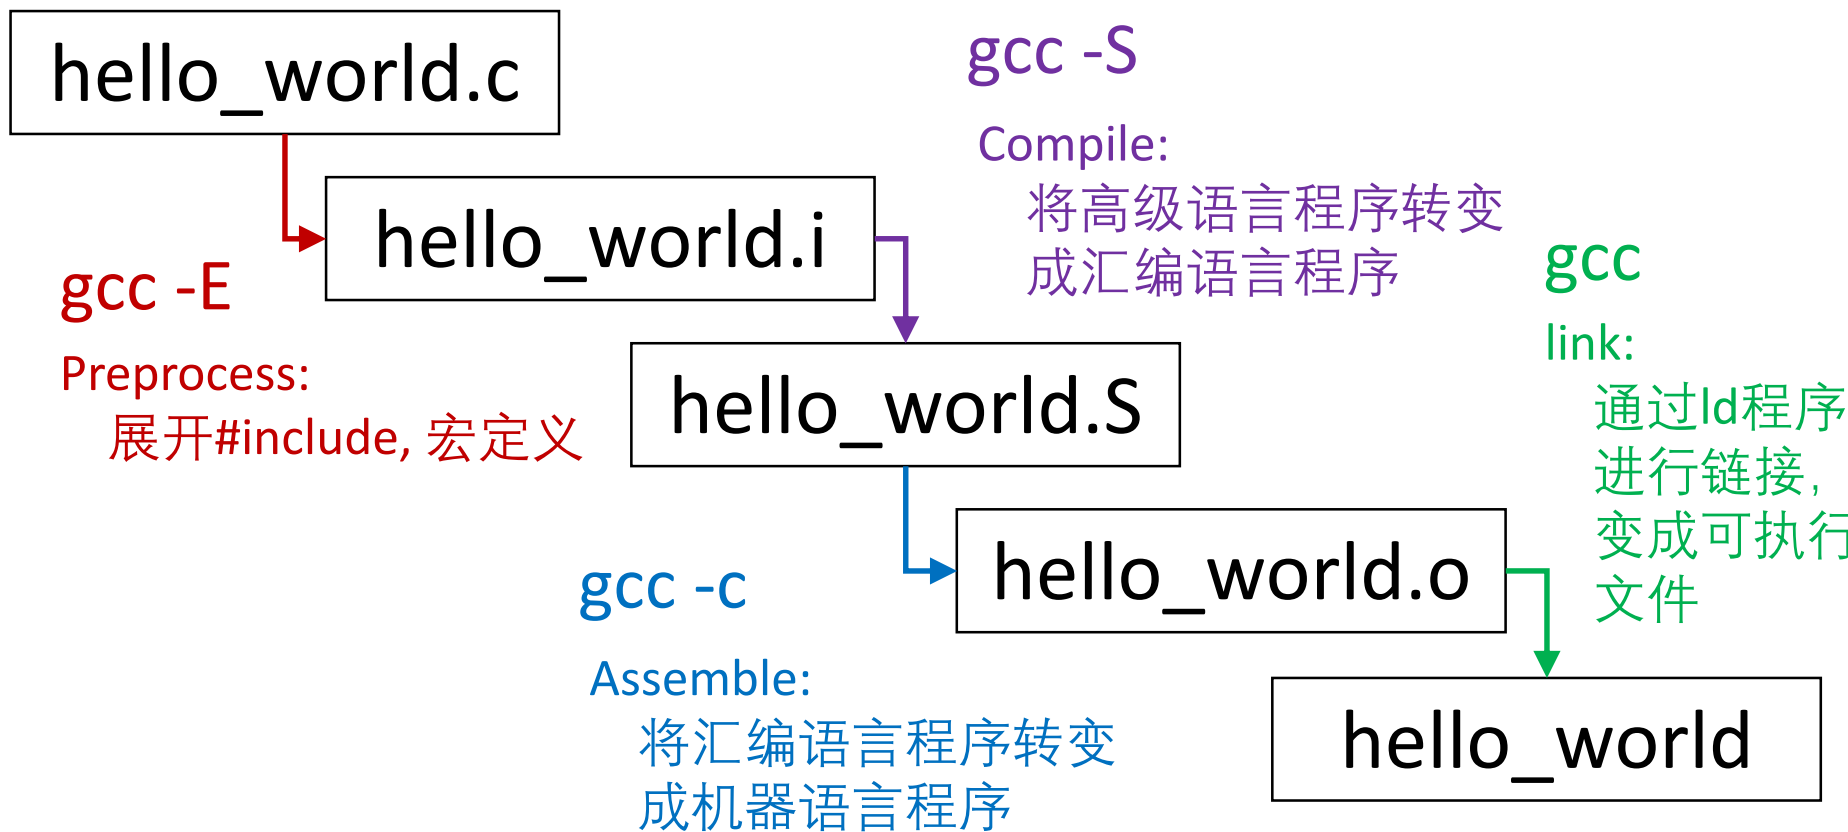 hello_world.c
gcc -E
Preprocess:
展开#include, 宏定义
hello_world.i
gcc -S
Compile:
将高级语言程序转变
成汇编语言程序
hello_world.S
gcc -c
Assemble:
将汇编语言程序转变
成机器语言程序
hello_world.o
gcc
link:
通过ld程序
进行链接,
变成可执行
文件
hello_world